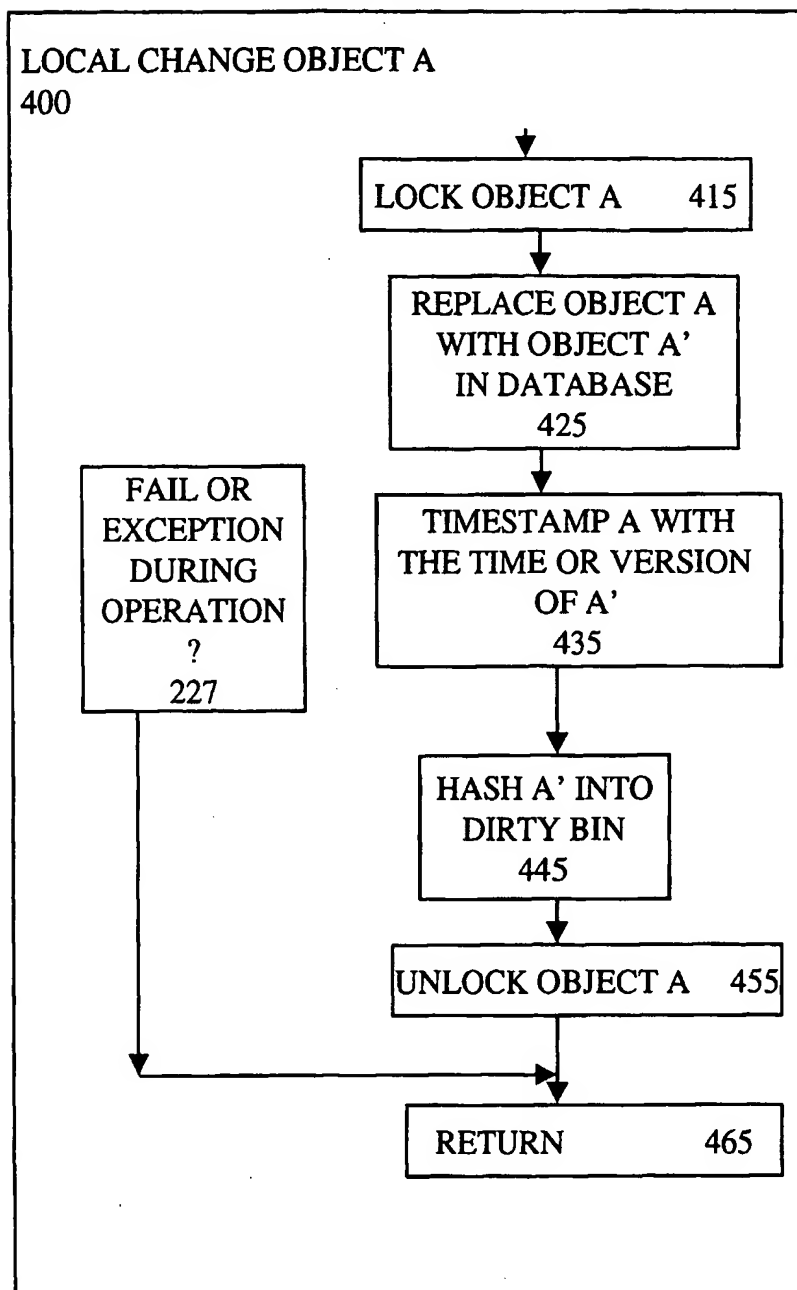 LOCAL CHANGE OBJECT A
400
LOCK OBJECT A 415
REPLACE OBJECT A
WITH OBJECT A'
IN DATABASE
425
FAIL OR
EXCEPTION
DURING
OPERATION
?
227
TIMESTAMP A WITH
THE TIME OR VERSION
OF A'
435
HASH A' INTO
DIRTY BIN
445
UNLOCK OBJECT A 455
RETURN 465